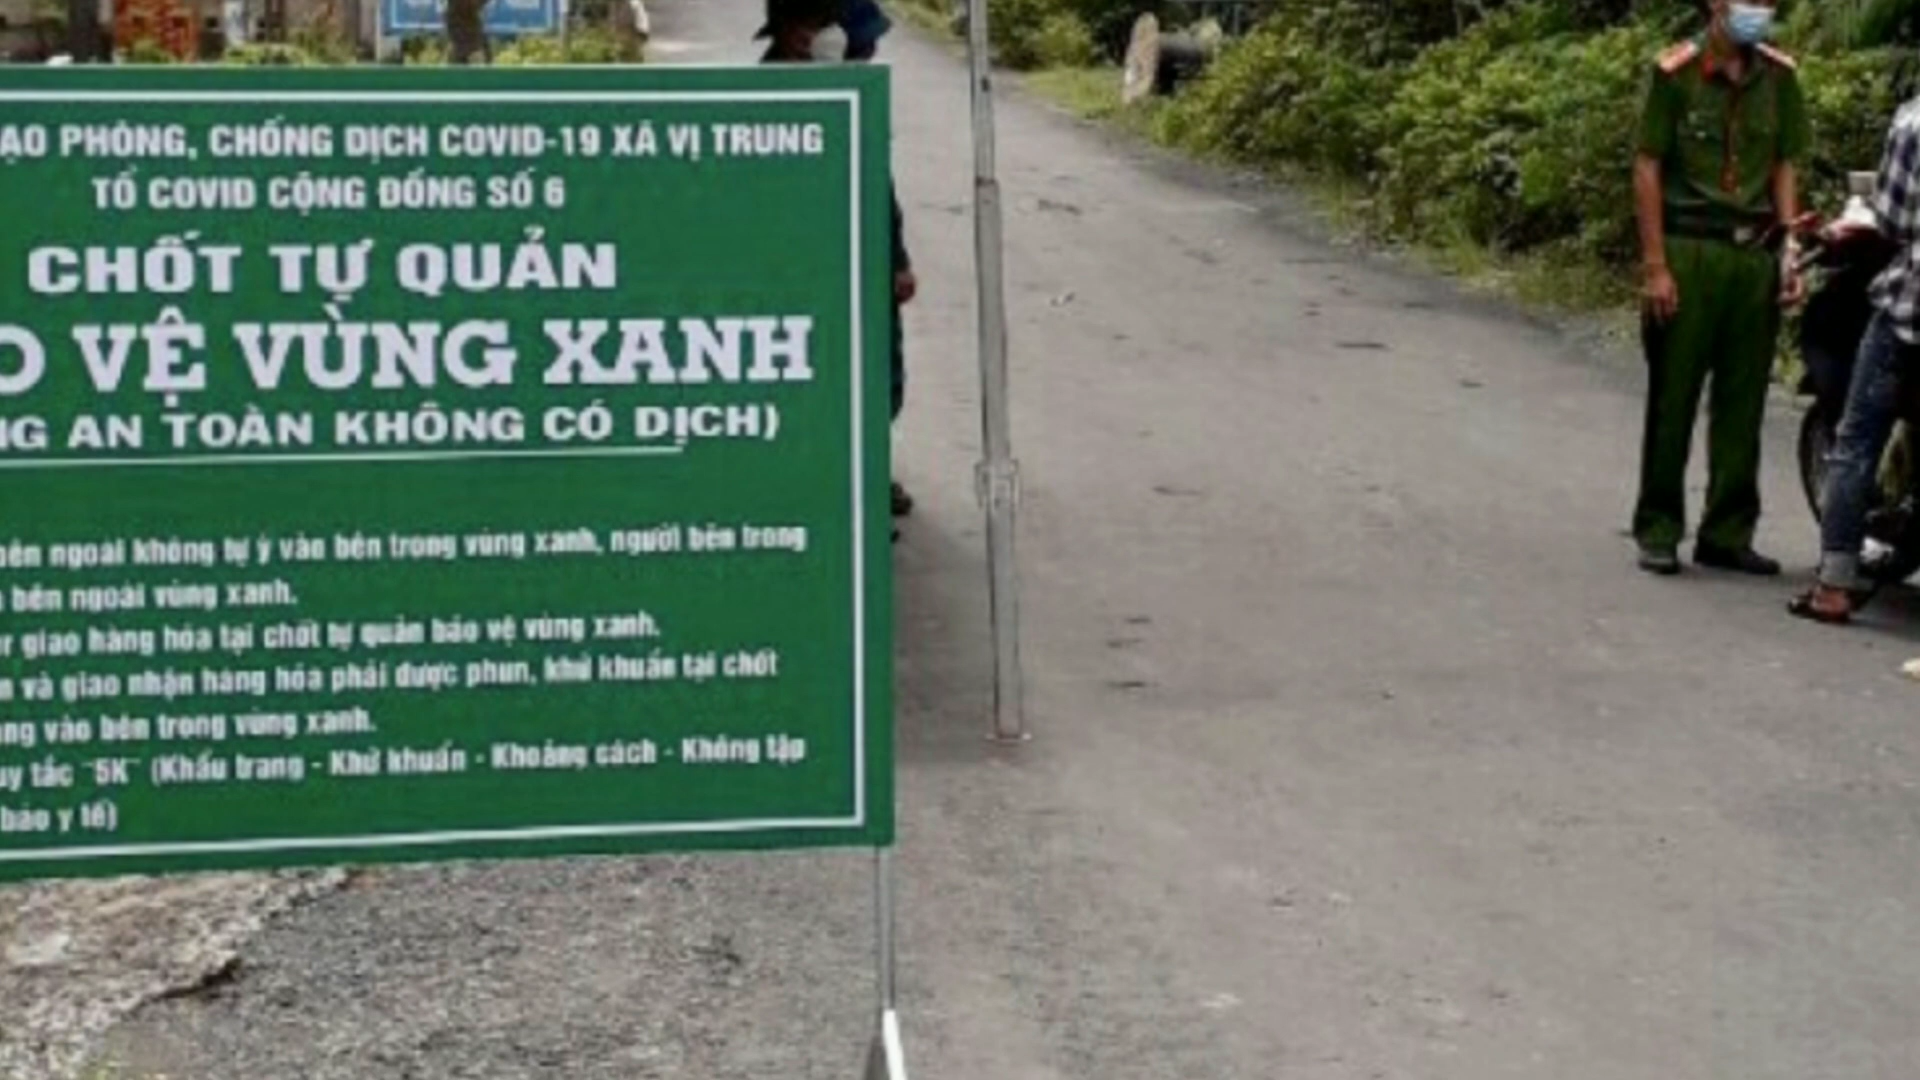 ẠO PHÒNG, CHỐNG DỊCH COVID-19 XÃ VỊ TRUNG
TỔ COVID CỘNG ĐỒNG SỐ 6
CHỐT TỰ QUẢN
O VỆ VÙNG XANH
NG AN TOÀN KHÔNG CÓ DỊCH)
bên ngoài không tự ý vào bên trong vùng xanh, người bên trong
bên ngoài vùng xanh.
giao hàng hóa tại chốt tự quản bảo vệ vùng xanh.
và giao nhận hàng hóa phải được phun, khử khuẩn tại chốt
vào bên trong vùng xanh.
uy tắc "5K" (Khẩu trang - Khử khuẩn - Khoảng cách - Không tập
báo y tế)